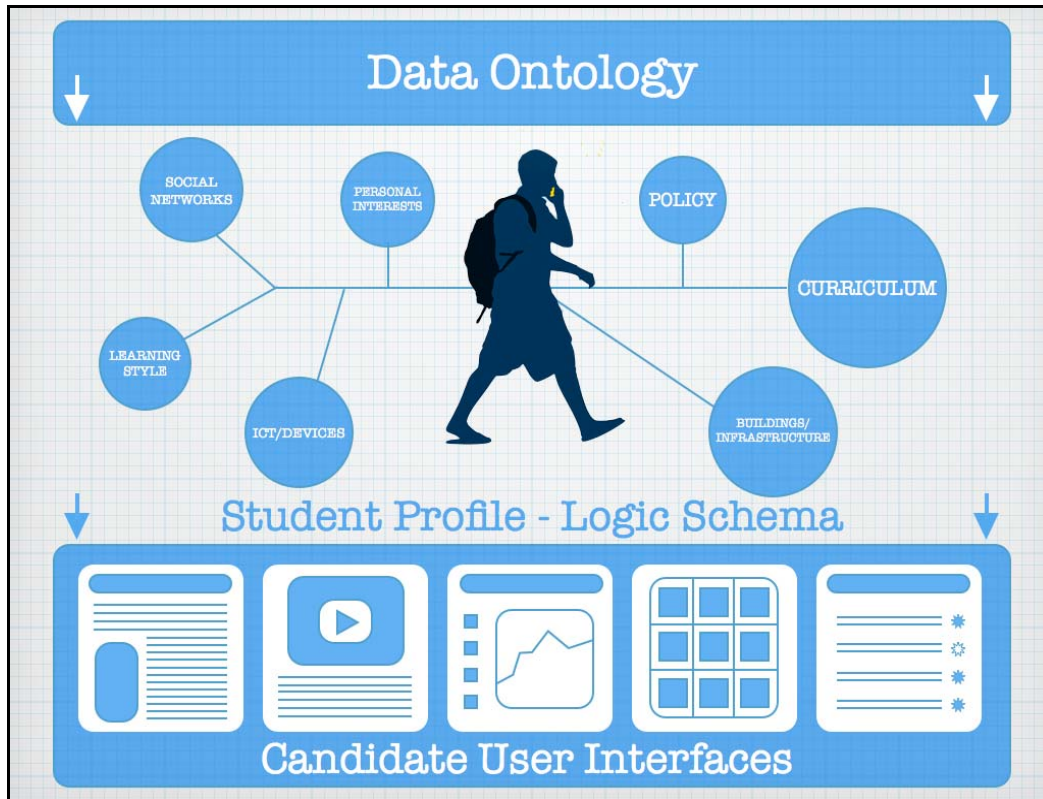 Data Ontology
SOCIAL
NETWORKS
PERSONAL
INTERESTS
POLICY
CURRICULUM
LEARNING
STYLE
ICT/DEVICES
BUILDINGS/
INFRASTRUCTURE
Student Profile - Logic Schema
Candidate User Interfaces